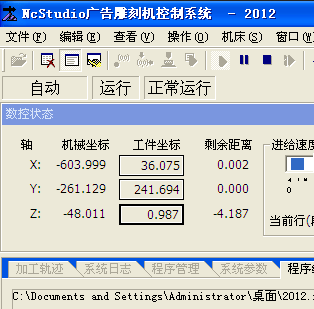 NcStudio广告雕刻机控制系统 - 2012
文件(F) 编辑(E) 查看(V) 操作(O) 机床(S) 窗口(W
自动 运行 正常运行
数控状态
轴 机械坐标 工件坐标 剩余距离 进给速度
X: -603.999 36.075 0.002
Y: -261.129 241.694 0.000
0
Z: -48.011 0.987 -4.187
当前行(
加工轨迹 系统日志 程序管理 系统参数 程序
C:\Documents and Settings\Administrator\桌面\2012.